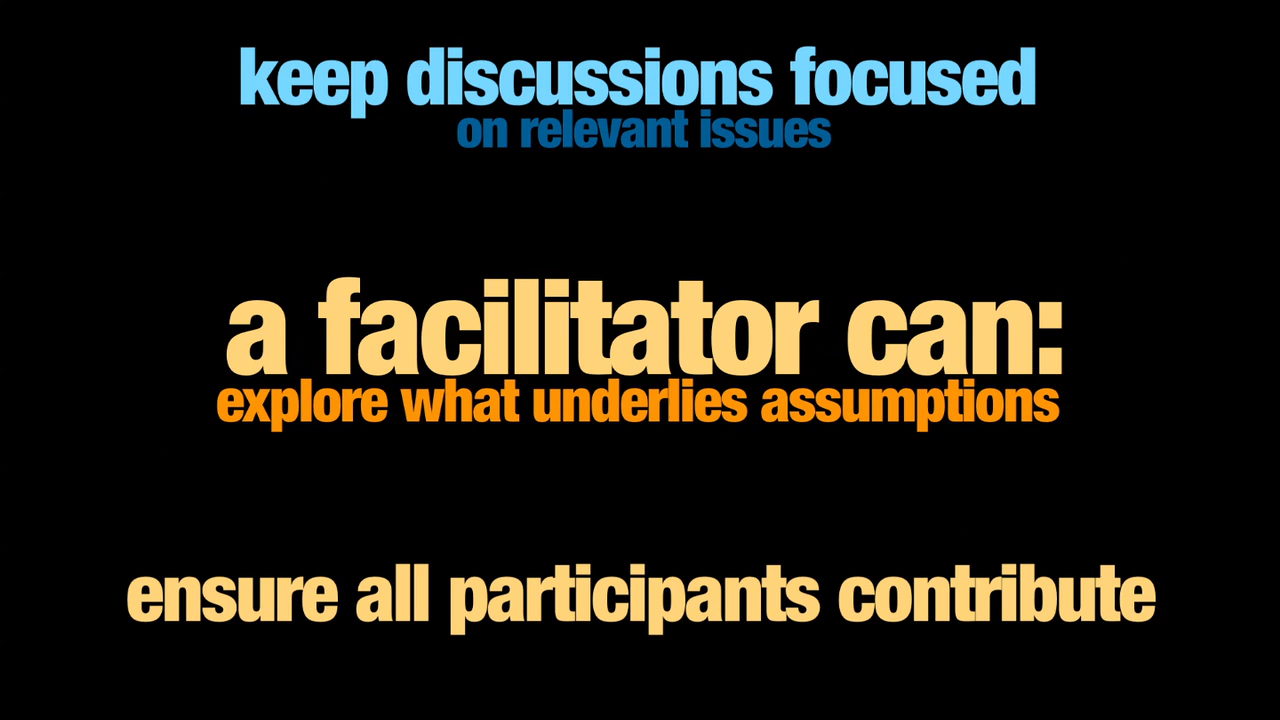 keep discussions focused
on relevant issues
a facilitator can:
explore what underlies assumptions
ensure all participants contribute